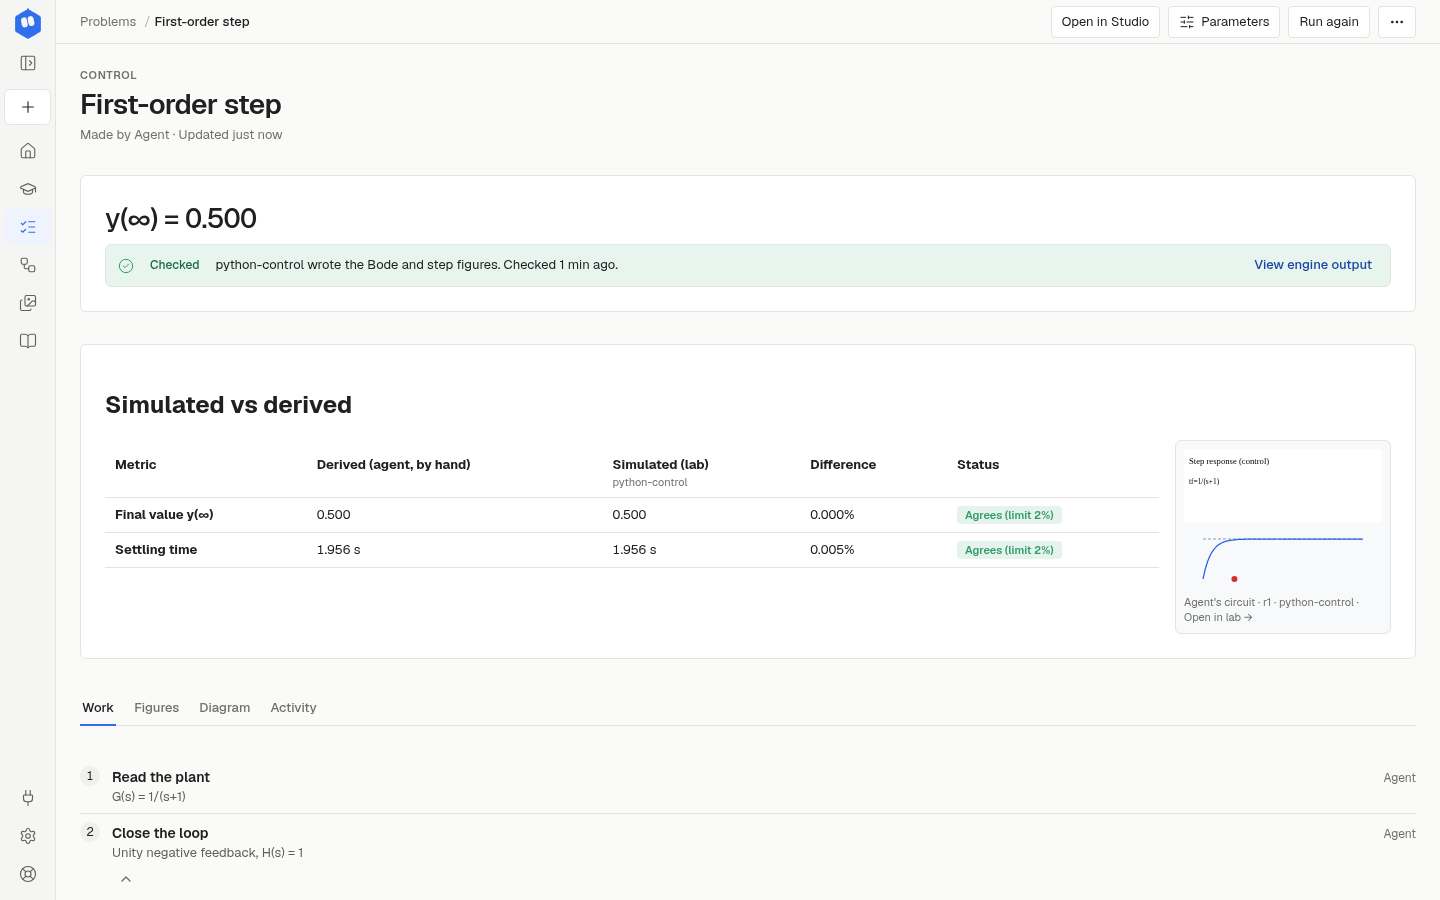 Problems / First-order step
Open in Studio
Parameters
Run again
CONTROL
First-order step
Made by Agent · Updated just now
y(∞) = 0.500
Checked python-control wrote the Bode and step figures. Checked 1 min ago.
View engine output
Simulated vs derived
Metric Derived (agent, by hand) Simulated (lab) Difference Status
python-control
Final value y(∞) 0.500 0.500 0.000% Agrees (limit 2%)
Settling time 1.956 s 1.956 s 0.005% Agrees (limit 2%)
Step response (control)
tf=1/(s+1)
Agent's circuit · r1 · python-control ·
Open in lab →
Work Figures Diagram Activity
1 Read the plant Agent
G(s) = 1/(s+1)
2 Close the loop Agent
Unity negative feedback, H(s) = 1